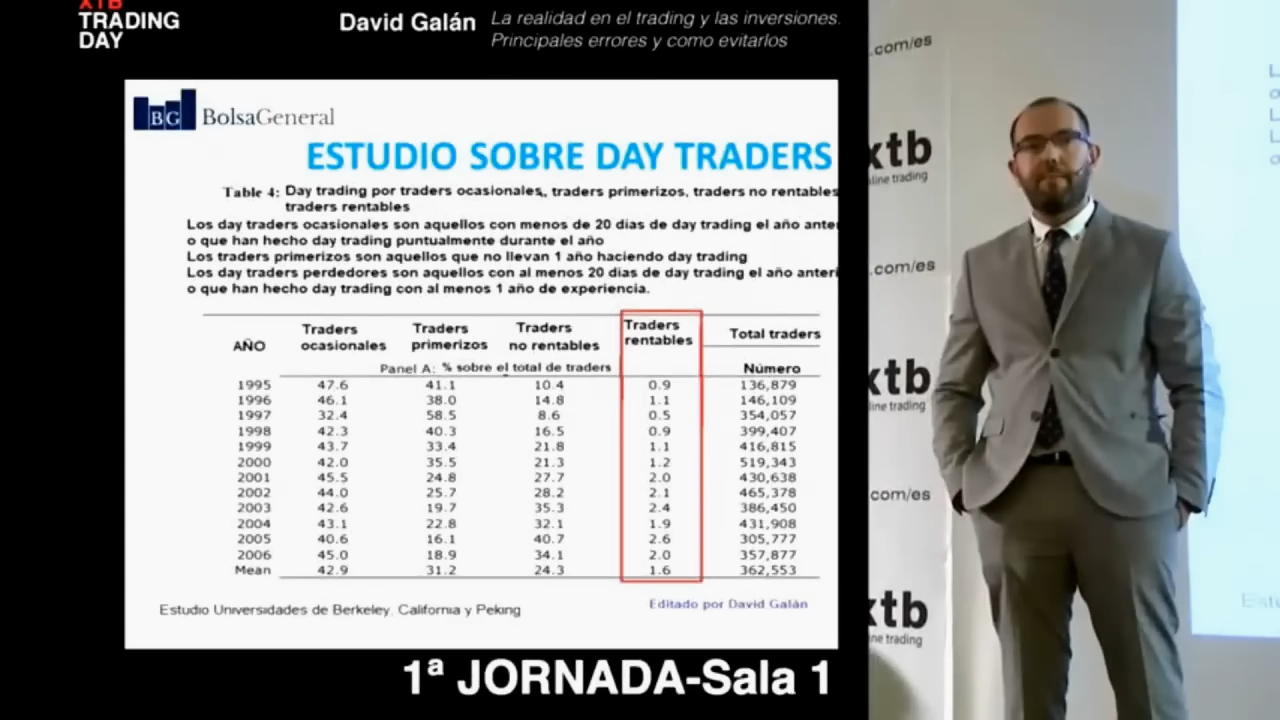 XTB
TRADING
DAY
David Galán
La realidad en el trading y las inversiones.
Principales errores y como evitarlos
BG BolsaGeneral
ESTUDIO SOBRE DAY TRADERS
Table 4: Day trading por traders ocasionales, traders primerizos, traders no rentables
traders rentables
Los day traders ocasionales son aquellos con menos de 20 días de day trading el año ante
o que han hecho day trading puntualmente durante el año
Los traders primerizos son aquellos que no llevan 1 año haciendo day trading
Los day traders perdedores son aquellos con al menos 20 días de day trading el año anteri
o que han hecho day trading con al menos 1 año de experiencia.
AÑO Traders ocasionales Traders primerizos Traders no rentables Traders rentables Total traders
Panel A: % sobre el total de traders Número
1995 47.6 41.1 10.4 0.9 136,879
1996 46.1 38.0 14.8 1.1 146,109
1997 32.4 58.5 8.6 0.5 354,057
1998 42.3 40.3 16.5 0.9 399,407
1999 43.7 33.4 21.8 1.1 416,815
2000 42.0 35.5 21.3 1.2 519,343
2001 45.5 24.8 27.7 2.0 430,638
2002 44.0 25.7 28.2 2.1 465,378
2003 42.6 19.7 35.3 2.4 386,450
2004 43.1 22.8 32.1 1.9 431,908
2005 40.6 16.1 40.7 2.6 305,777
2006 45.0 18.9 34.1 2.0 357,877
Mean 42.9 31.2 24.3 1.6 362,553
Estudio Universidades de Berkeley, California y Peking
Editado por David Galán
1ª JORNADA-Sala 1
.com/es
xtb
line trading
.com/es
xtb
ine trading
.com/es
xtb
ine trading